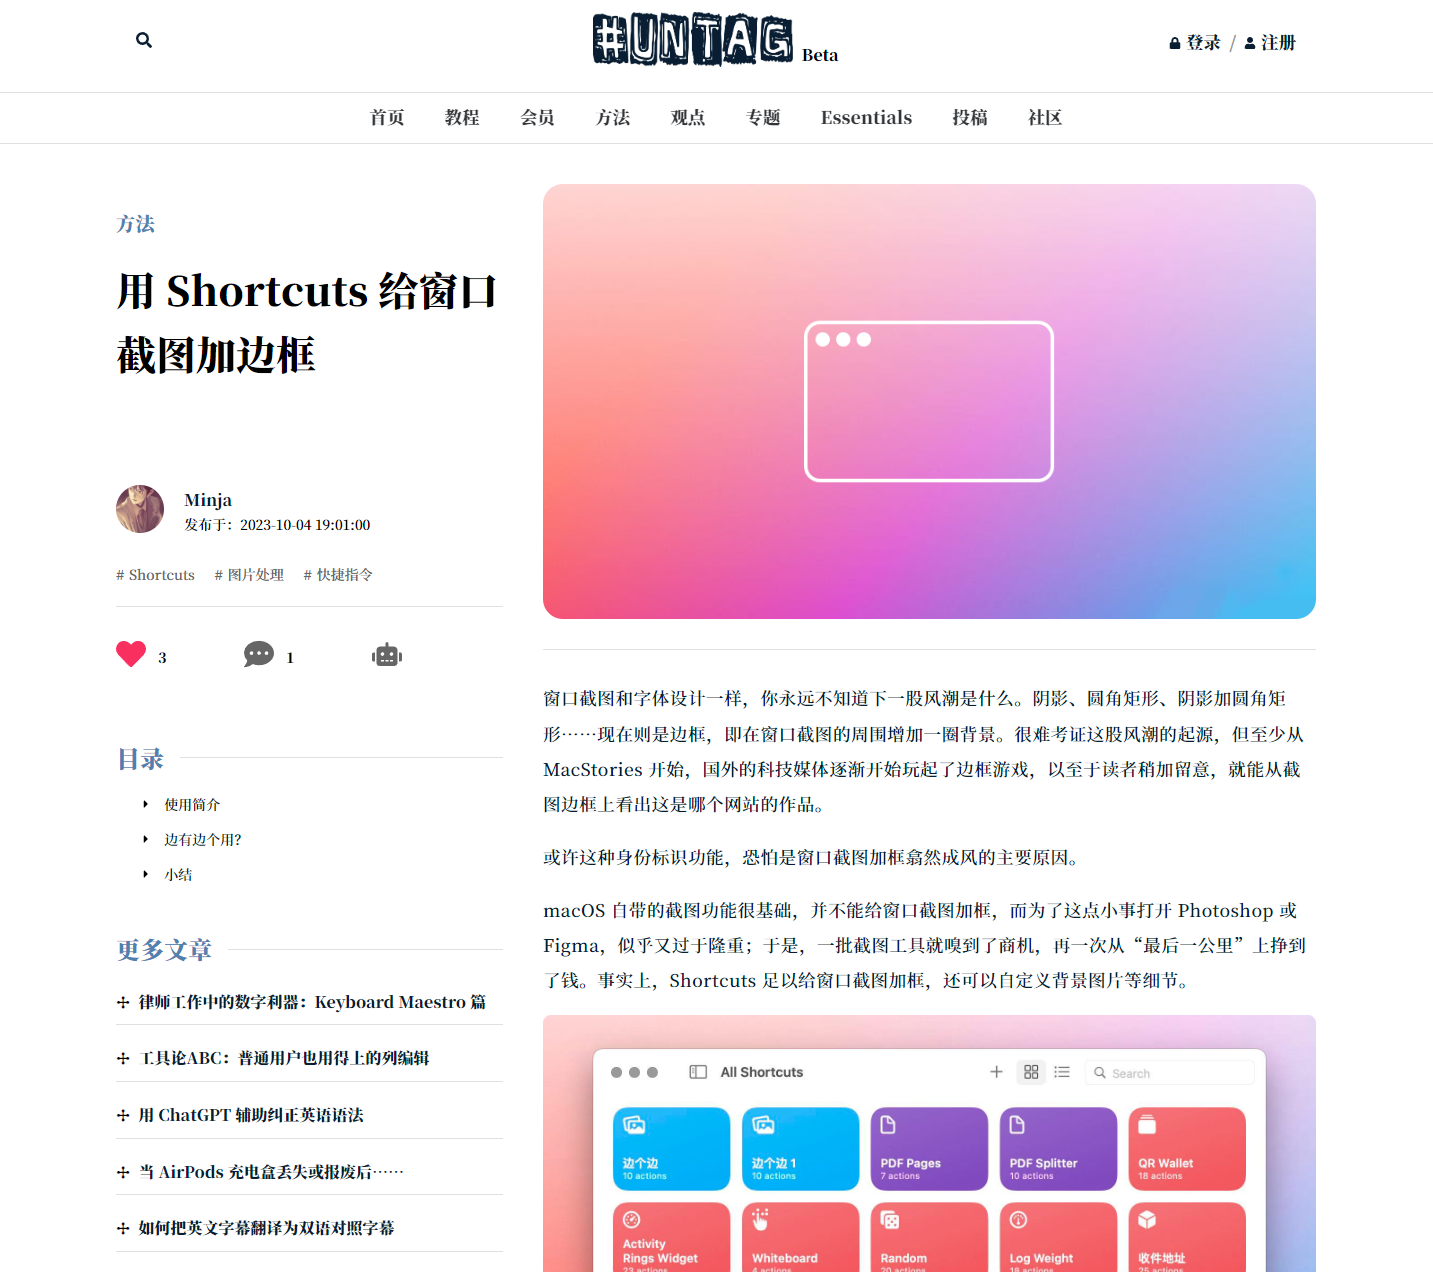 #UNTAG Beta
登录 / 注册
首页 教程 会员 方法 观点 专题 Essentials 投稿 社区
方法
用 Shortcuts 给窗口
截图加边框
Minja
发布于：2023-10-04 19:01:00
# Shortcuts # 图片处理 # 快捷指令
3 1
目录
使用简介
边有边个用？
小结
更多文章
律师工作中的数字利器：Keyboard Maestro 篇
工具论ABC：普通用户也用得上的列编辑
用 ChatGPT 辅助纠正英语语法
当 AirPods 充电盒丢失或报废后……
如何把英文字幕翻译为双语对照字幕
窗口截图和字体设计一样，你永远不知道下一股风潮是什么。阴影、圆角矩形、阴影加圆角矩
形……现在则是边框，即在窗口截图的周围增加一圈背景。很难考证这股风潮的起源，但至少从
MacStories 开始，国外的科技媒体逐渐开始玩起了边框游戏，以至于读者稍加留意，就能从截
图边框上看出这是哪个网站的作品。
或许这种身份标识功能，恐怕是窗口截图加框翕然成风的主要原因。
macOS 自带的截图功能很基础，并不能给窗口截图加框，而为了这点小事打开 Photoshop 或
Figma，似乎又过于隆重；于是，一批截图工具就嗅到了商机，再一次从“最后一公里”上挣到
了钱。事实上，Shortcuts 足以给窗口截图加框，还可以自定义背景图片等细节。
All Shortcuts Search
边个边 边个边 1 PDF Pages PDF Splitter QR Wallet
10 actions 10 actions 7 actions 10 actions 18 actions
Activity
Rings Widget Whiteboard Random Log Weight 收件地址
23 actions 4 actions 20 actions 18 actions 25 actions